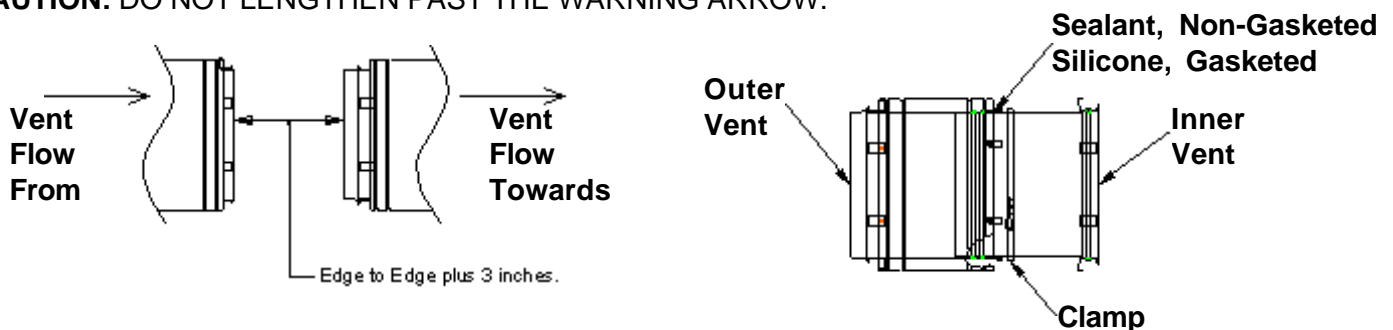 CAUTION: DO NOT LENGTHEN PAST THE WARNING ARROW.
Vent
Flow
From
Vent
Flow
Towards
Edge to Edge plus 3 inches.
Sealant, Non-Gasketed
Silicone, Gasketed
Outer
Vent
Inner
Vent
Clamp